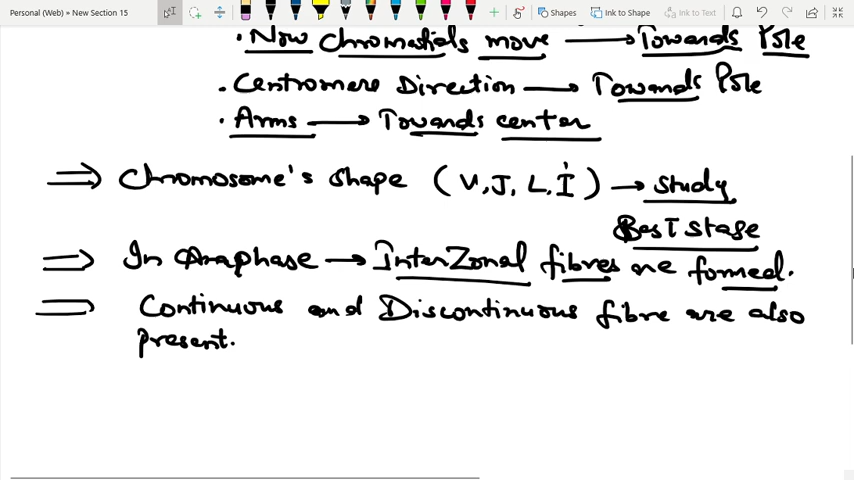 Personal (Web) » New Section 15
Shapes
Ink to Shape
Ink to Text
. Now chromatids move → Towards Pole
. Centromere Direction → Towards Pole
. Arms → Towards center
⇒ Chromosome's shape (V, J, L, I) → study
Best stage
⇒ In Anaphase → InterZonal fibres are formed.
⇒ Continuous and Discontinuous fibre are also
present.